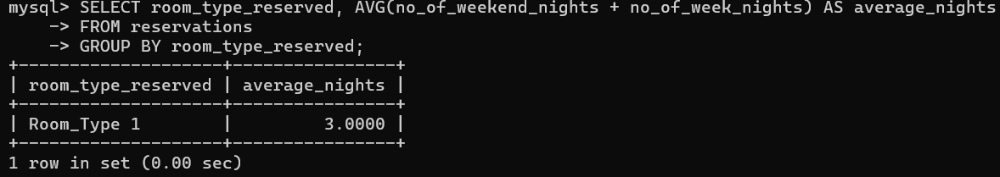 mysql> SELECT room_type_reserved, AVG(no_of_weekend_nights + no_of_week_nights) AS average_nights
    -> FROM reservations
    -> GROUP BY room_type_reserved;
+--------------------+----------------+
| room_type_reserved | average_nights |
+--------------------+----------------+
| Room_Type 1        |         3.0000 |
+--------------------+----------------+
1 row in set (0.00 sec)